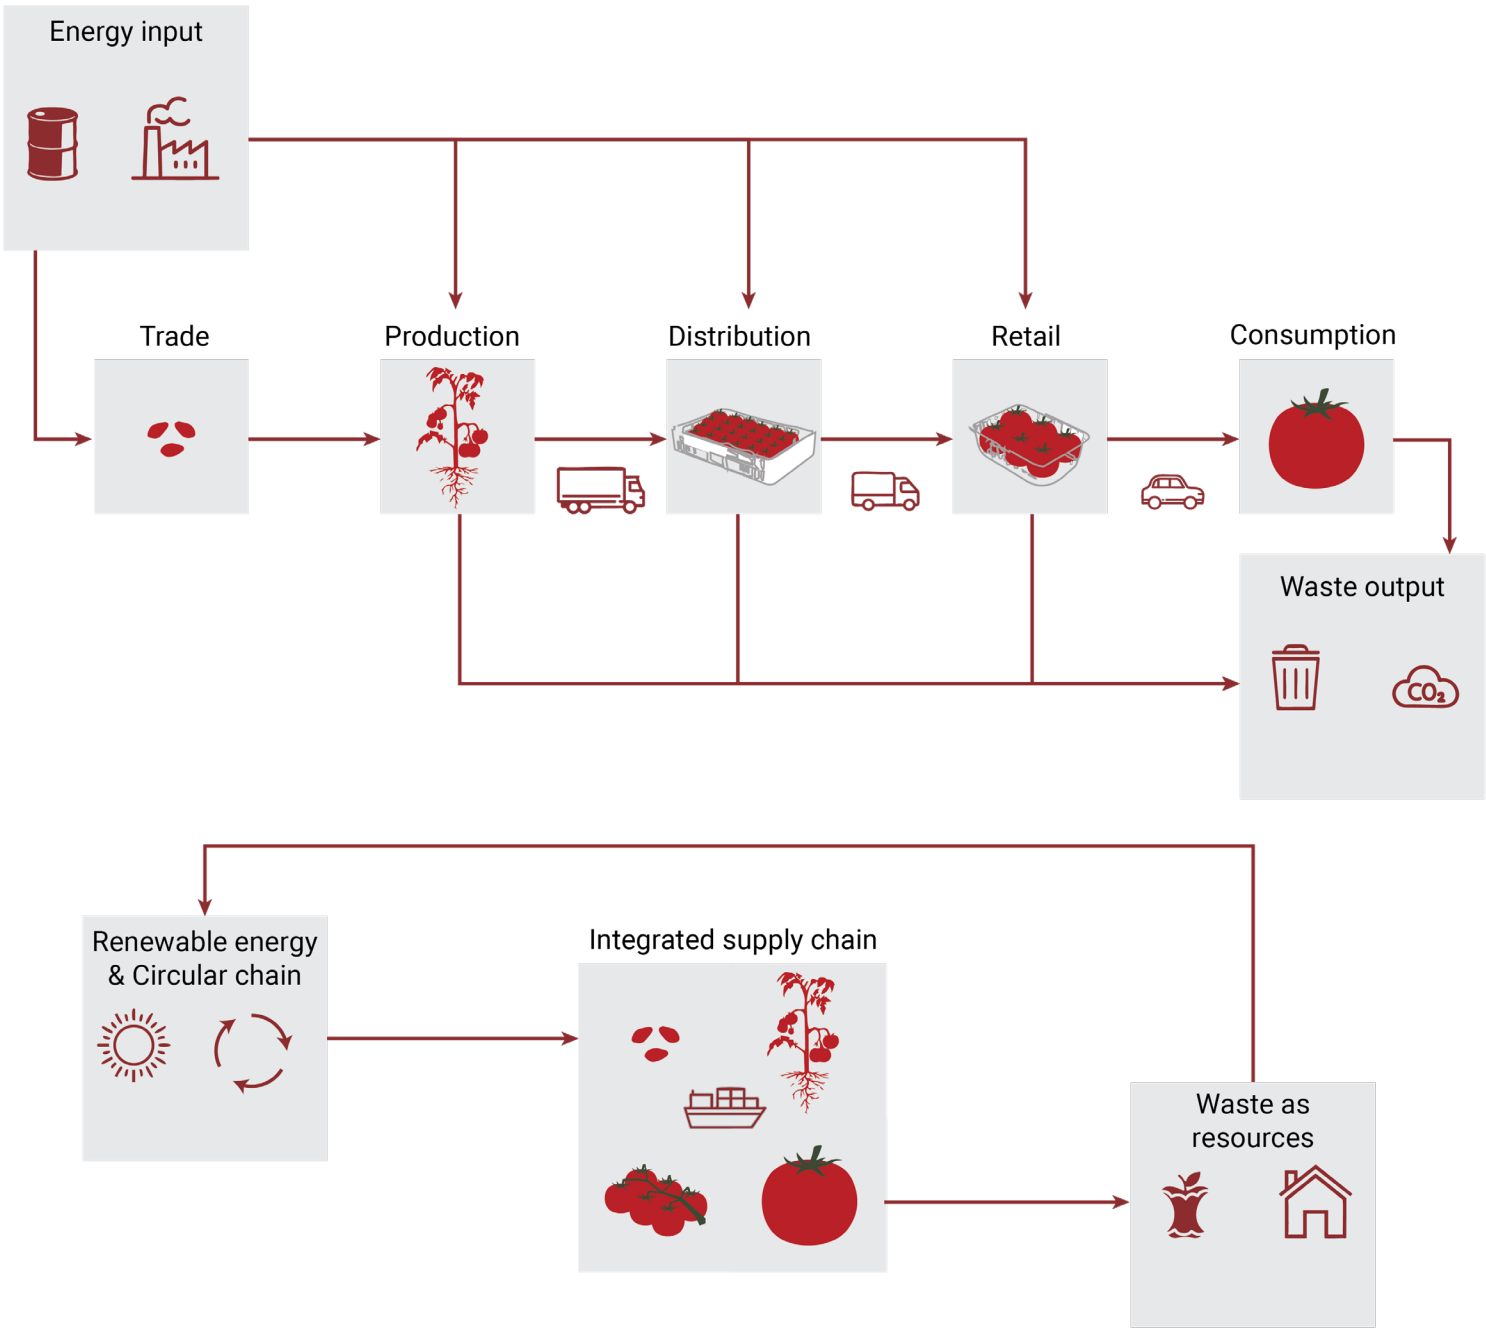 Energy input
Trade
Production
Distribution
Retail
Consumption
Waste output
CO₂
Renewable energy
& Circular chain
Integrated supply chain
Waste as
resources